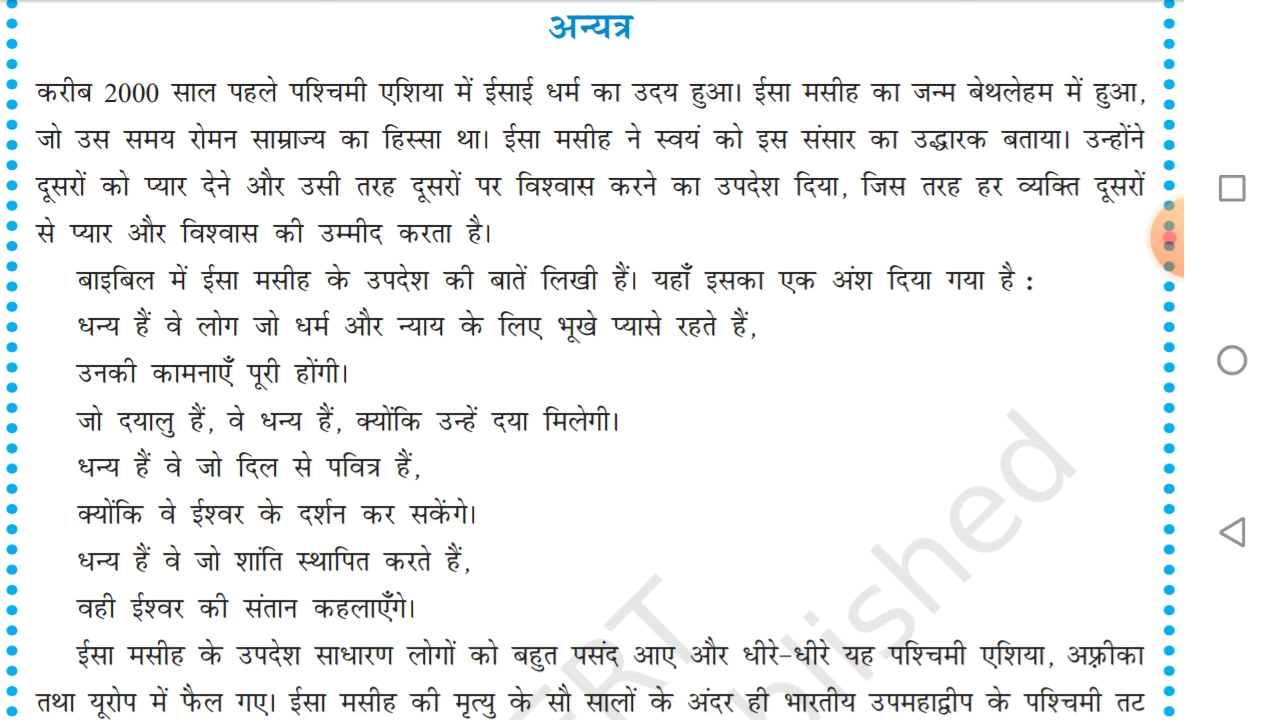 अन्यत्र
करीब 2000 साल पहले पश्चिमी एशिया में ईसाई धर्म का उदय हुआ। ईसा मसीह का जन्म बेथलेहम में हुआ,
जो उस समय रोमन साम्राज्य का हिस्सा था। ईसा मसीह ने स्वयं को इस संसार का उद्धारक बताया। उन्होंने
दूसरों को प्यार देने और उसी तरह दूसरों पर विश्वास करने का उपदेश दिया, जिस तरह हर व्यक्ति दूसरों
से प्यार और विश्वास की उम्मीद करता है।
बाइबिल में ईसा मसीह के उपदेश की बातें लिखी हैं। यहाँ इसका एक अंश दिया गया है :
धन्य हैं वे लोग जो धर्म और न्याय के लिए भूखे प्यासे रहते हैं,
उनकी कामनाएँ पूरी होंगी।
जो दयालु हैं, वे धन्य हैं, क्योंकि उन्हें दया मिलेगी।
धन्य हैं वे जो दिल से पवित्र हैं,
क्योंकि वे ईश्वर के दर्शन कर सकेंगे।
धन्य हैं वे जो शांति स्थापित करते हैं,
वही ईश्वर की संतान कहलाएँगे।
ईसा मसीह के उपदेश साधारण लोगों को बहुत पसंद आए और धीरे-धीरे यह पश्चिमी एशिया, अफ़्रीका
तथा यूरोप में फैल गए। ईसा मसीह की मृत्यु के सौ सालों के अंदर ही भारतीय उपमहाद्वीप के पश्चिमी तट